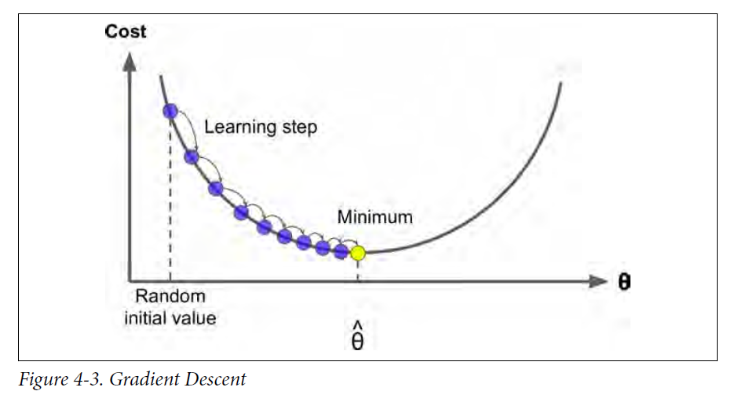 Cost
Learning step
Minimum
θ
Random
initial value
θ̂
Figure 4-3. Gradient Descent